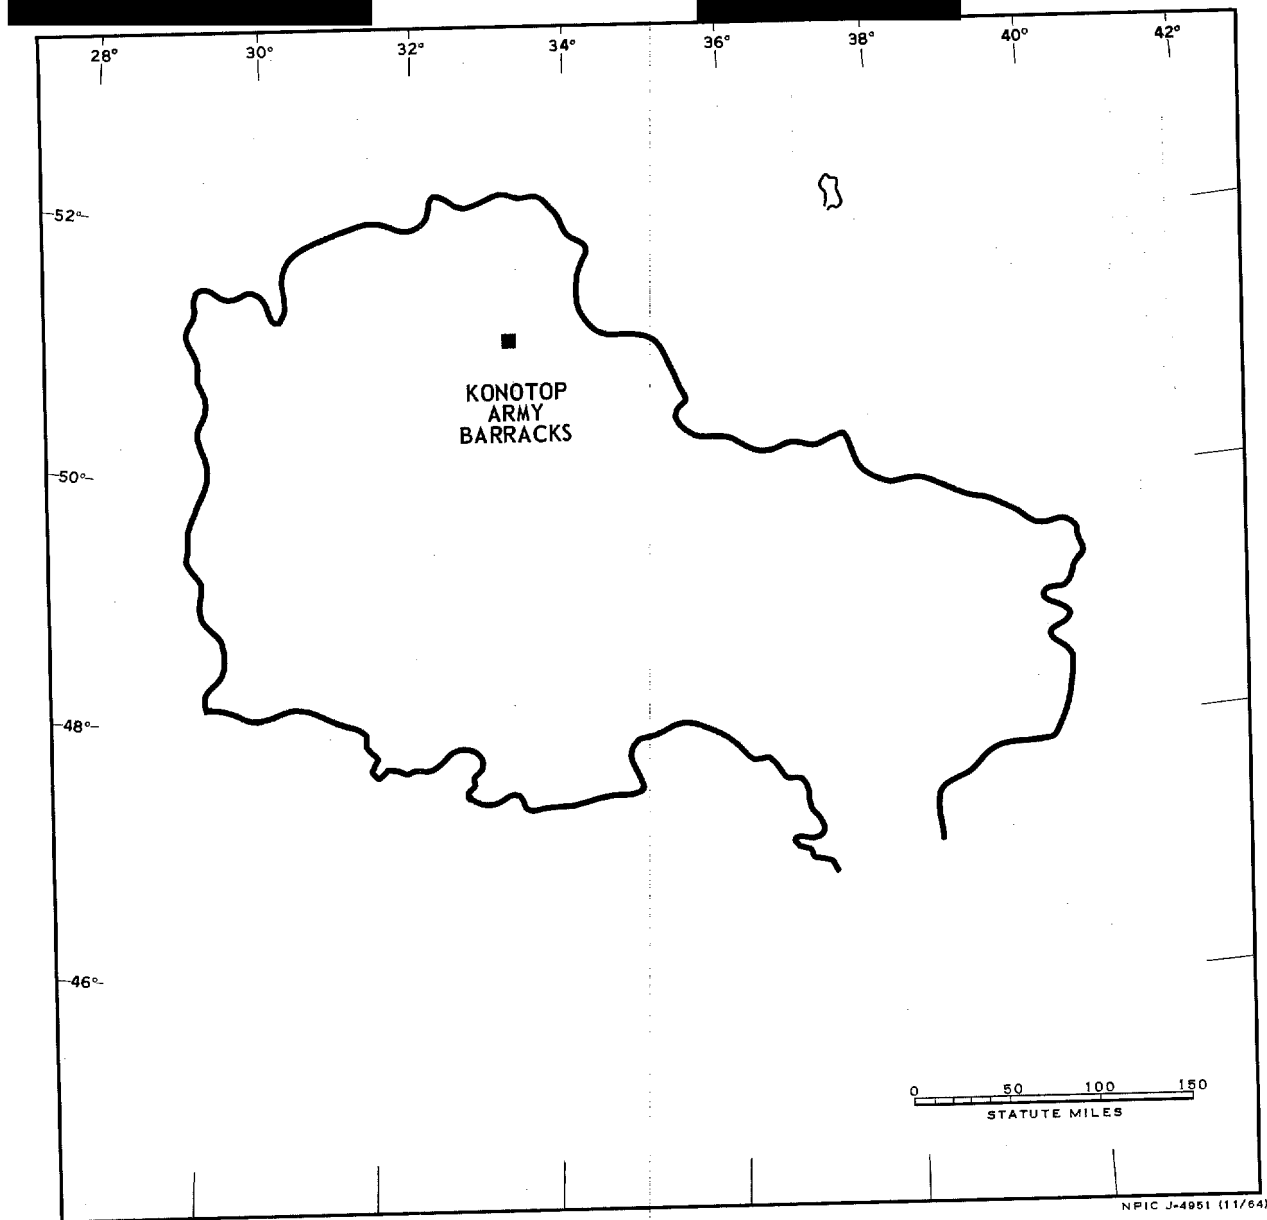 28° 30° 32° 34° 36° 38° 40° 42°
52°
KONOTOP
ARMY
BARRACKS
50°
48°
46°
0 50 100 150
STATUTE MILES
NPIC J-4951 (11/64)